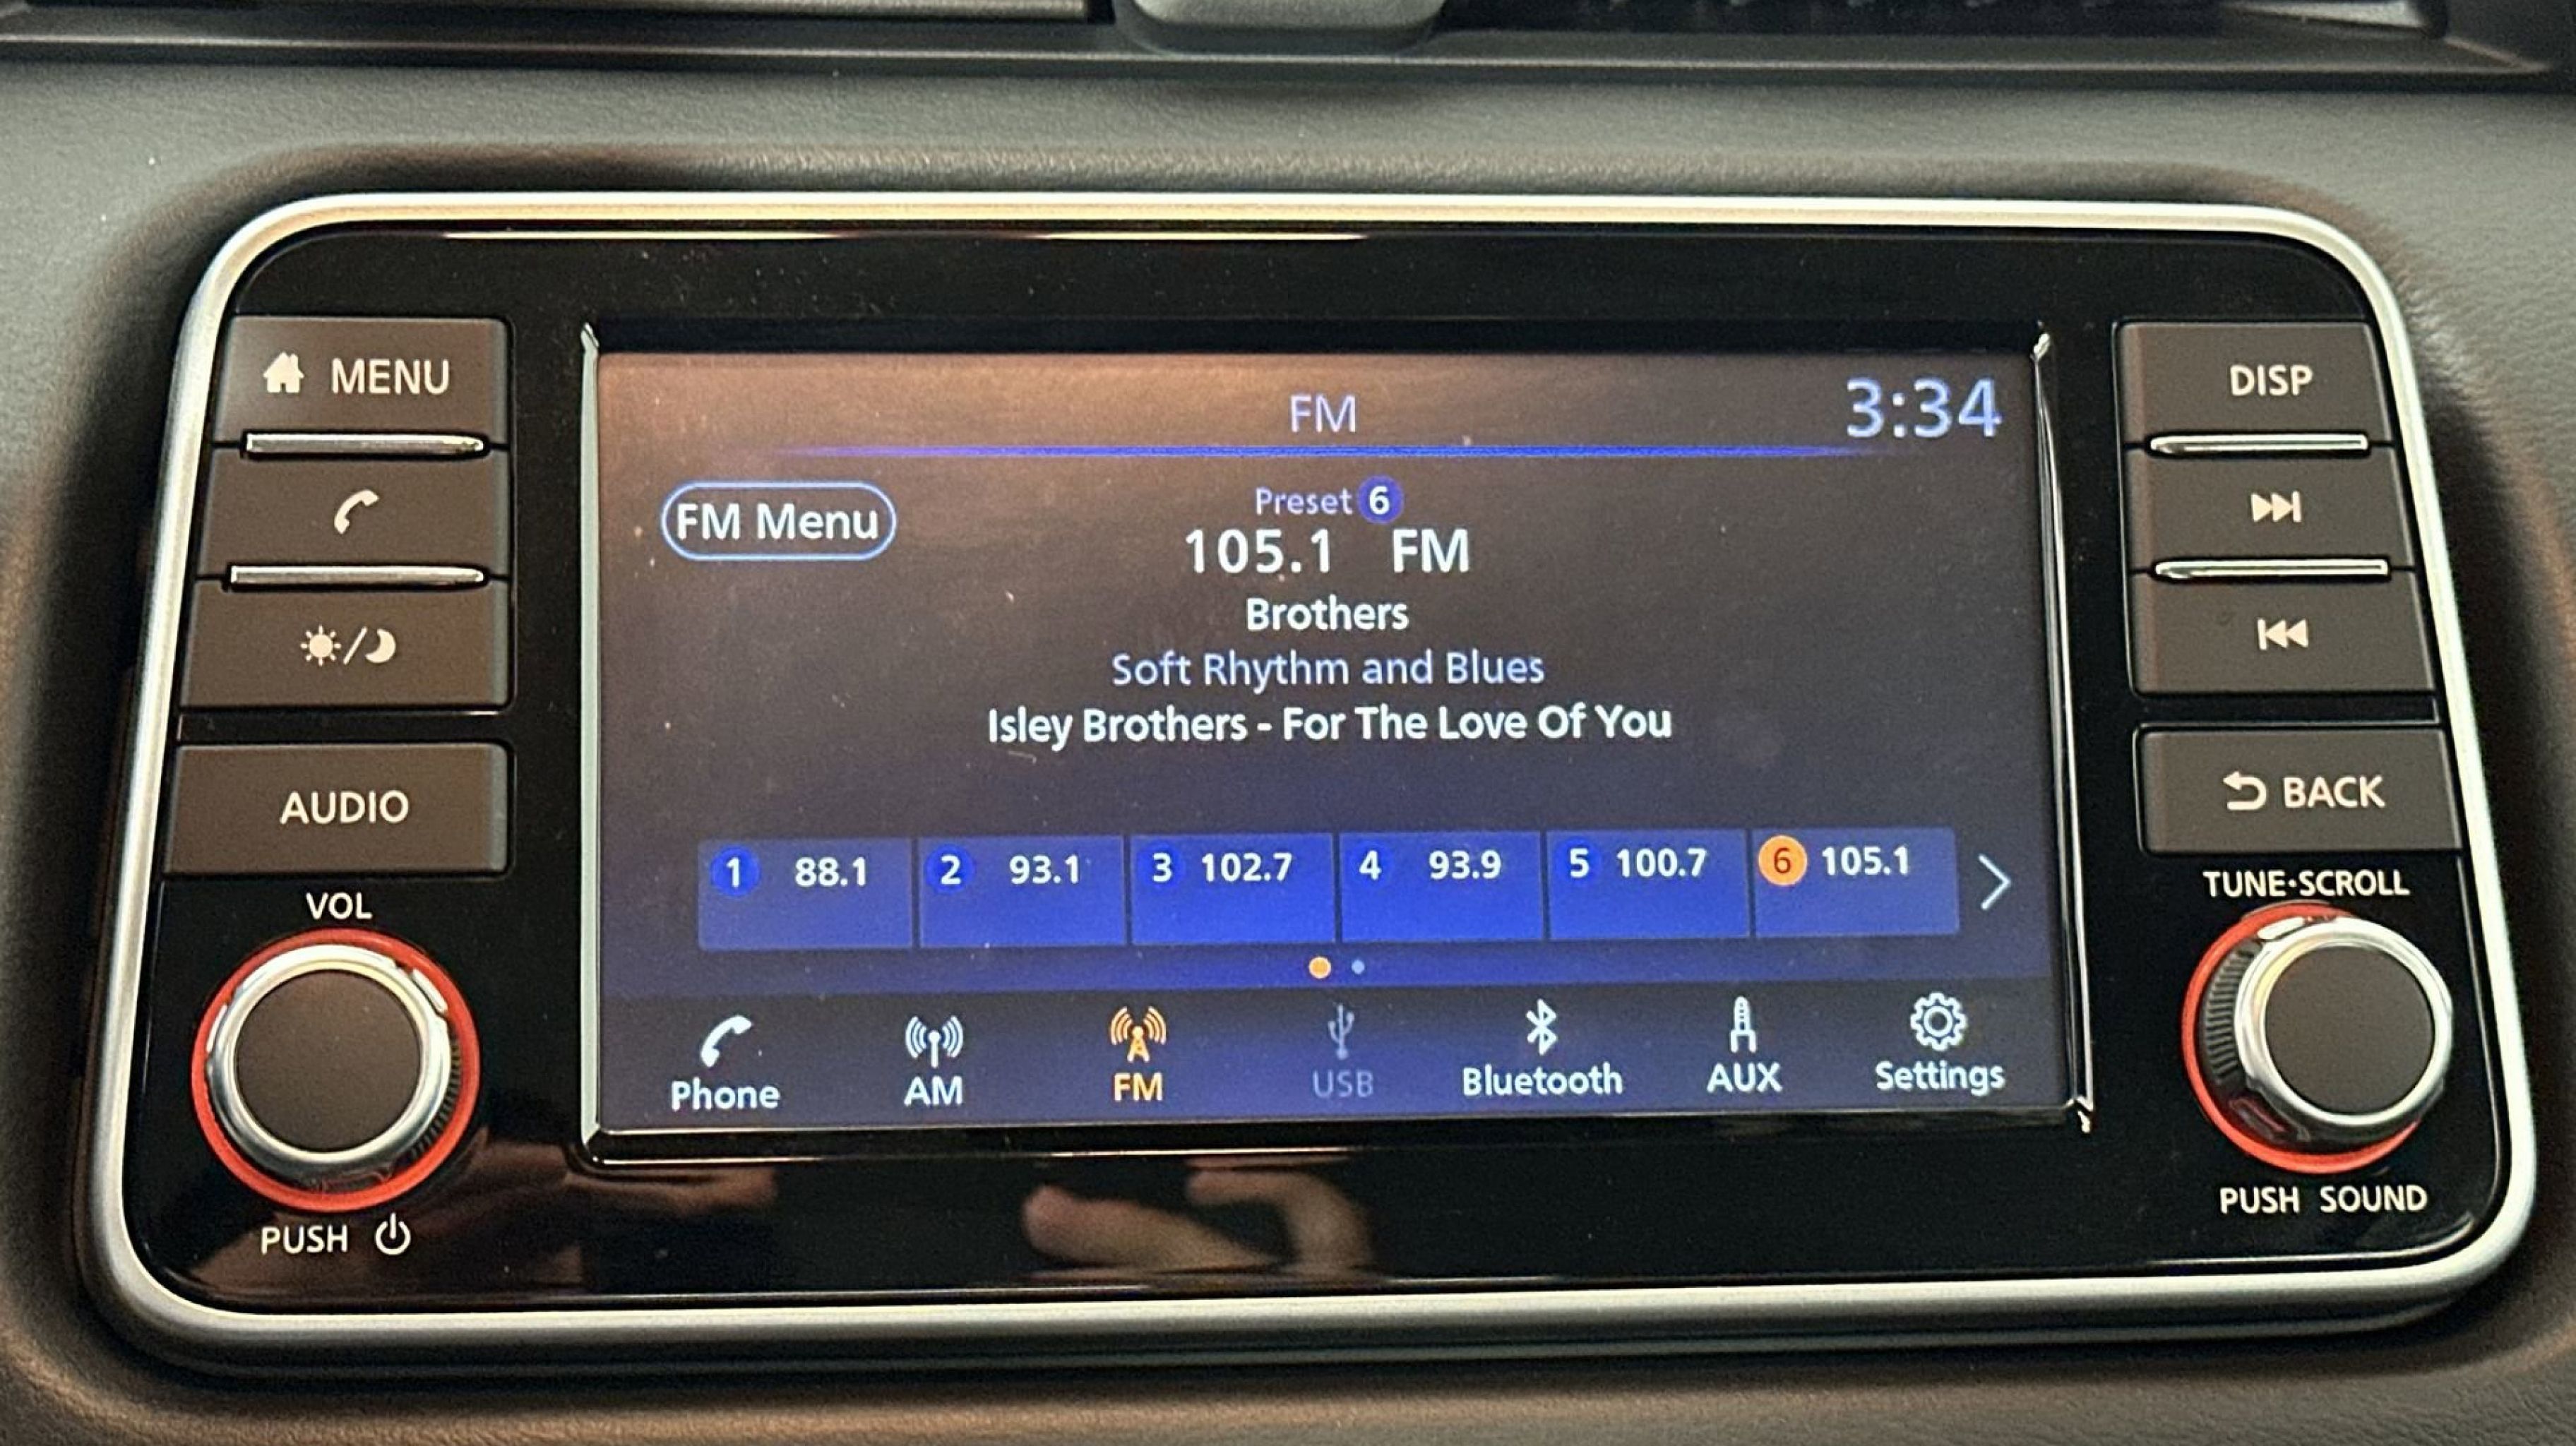 MENU
AUDIO
VOL
PUSH
FM
3:34
FM Menu
Preset 6
105.1 FM
Brothers
Soft Rhythm and Blues
Isley Brothers - For The Love Of You
1 88.1
2 93.1
3 102.7
4 93.9
5 100.7
6 105.1
Phone
AM
FM
USB
Bluetooth
AUX
Settings
DISP
BACK
TUNE·SCROLL
PUSH SOUND